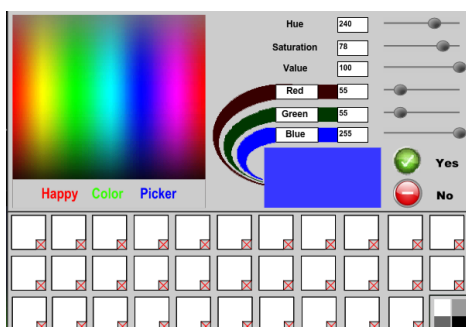 Hue 240
Saturation 78
Value 100
Red 55
Green 55
Blue 255
Yes
Happy Color Picker
No